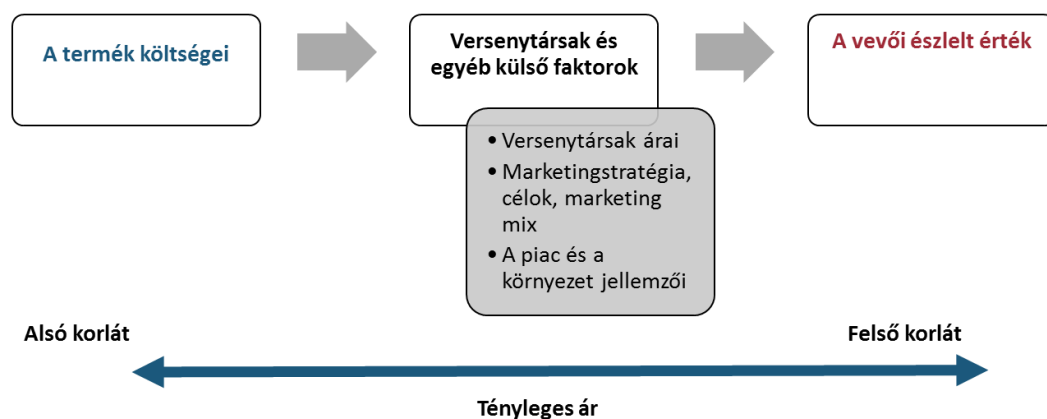 A termék költségei
Versenytársak és
egyéb külső faktorok
A vevői észlelt érték
• Versenytársak árai
• Marketingstratégia,
célok, marketing
mix
• A piac és a
környezet jellemzői
Alsó korlát
Felső korlát
Tényleges ár